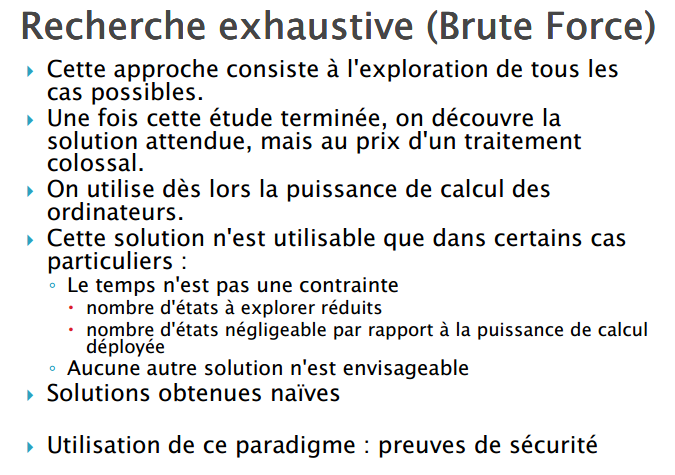 Recherche exhaustive (Brute Force)
Cette approche consiste à l'exploration de tous les
cas possibles.
Une fois cette étude terminée, on découvre la
solution attendue, mais au prix d'un traitement
colossal.
On utilise dès lors la puissance de calcul des
ordinateurs.
Cette solution n'est utilisable que dans certains cas
particuliers :
Le temps n'est pas une contrainte
nombre d'états à explorer réduits
nombre d'états négligeable par rapport à la puissance de calcul
déployée
Aucune autre solution n'est envisageable
Solutions obtenues naïves
Utilisation de ce paradigme : preuves de sécurité